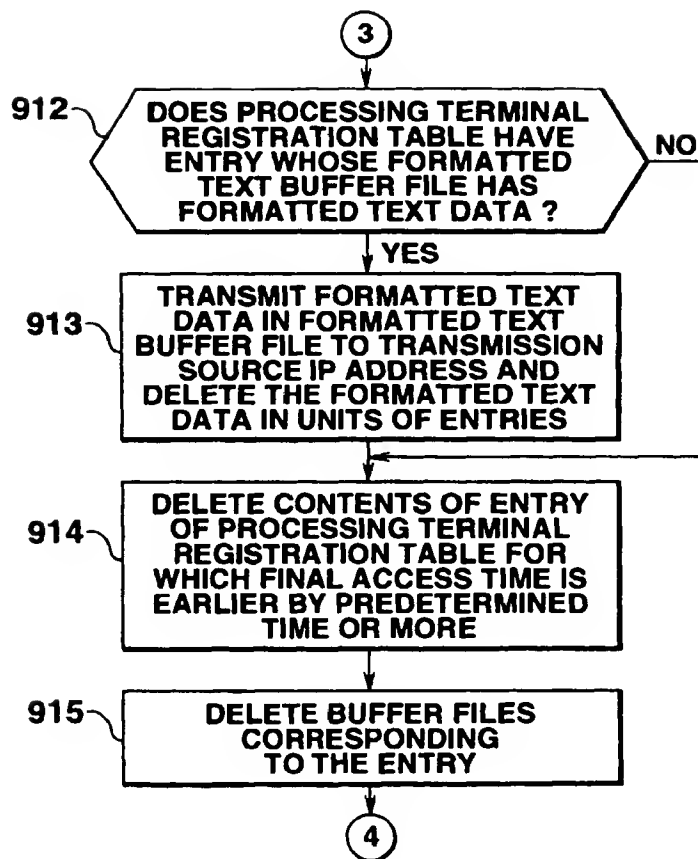 3
912
DOES PROCESSING TERMINAL
REGISTRATION TABLE HAVE
ENTRY WHOSE FORMATTED
TEXT BUFFER FILE HAS
FORMATTED TEXT DATA ?
NO
YES
913
TRANSMIT FORMATTED TEXT
DATA IN FORMATTED TEXT
BUFFER FILE TO TRANSMISSION
SOURCE IP ADDRESS AND
DELETE THE FORMATTED TEXT
DATA IN UNITS OF ENTRIES
914
DELETE CONTENTS OF ENTRY
OF PROCESSING TERMINAL
REGISTRATION TABLE FOR
WHICH FINAL ACCESS TIME IS
EARLIER BY PREDETERMINED
TIME OR MORE
915
DELETE BUFFER FILES
CORRESPONDING
TO THE ENTRY
4